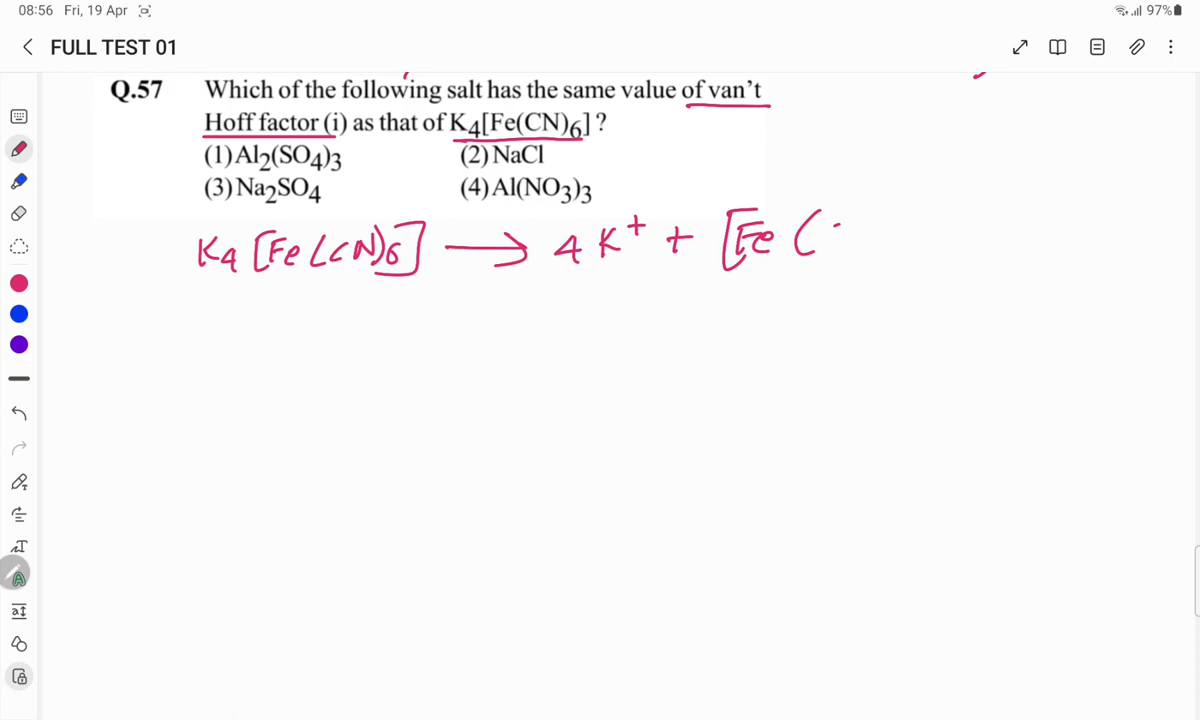 08:56 Fri, 19 Apr 97%
FULL TEST 01
Q.57 Which of the following salt has the same value of van't
Hoff factor (i) as that of K4[Fe(CN)6] ?
(1) Al2(SO4)3 (2) NaCl
(3) Na2SO4 (4) Al(NO3)3
K4 [Fe(CN)6] → 4 K+ + [Fe (